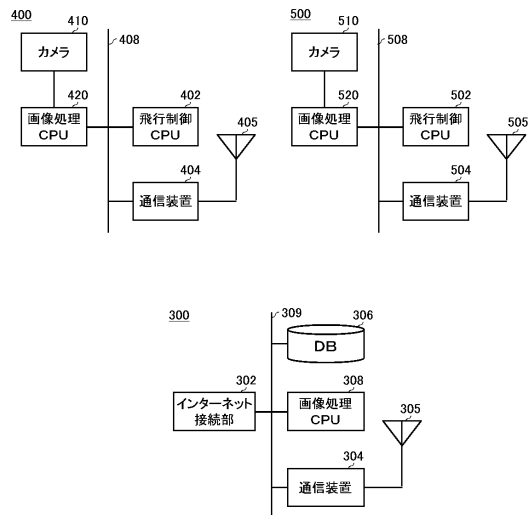 400
410
カメラ
408
420
画像処理
CPU
402
飛行制御
CPU
405
404
通信装置
500
510
カメラ
508
520
画像処理
CPU
502
飛行制御
CPU
505
504
通信装置
300
309
306
DB
302
インターネット
接続部
308
画像処理
CPU
305
304
通信装置